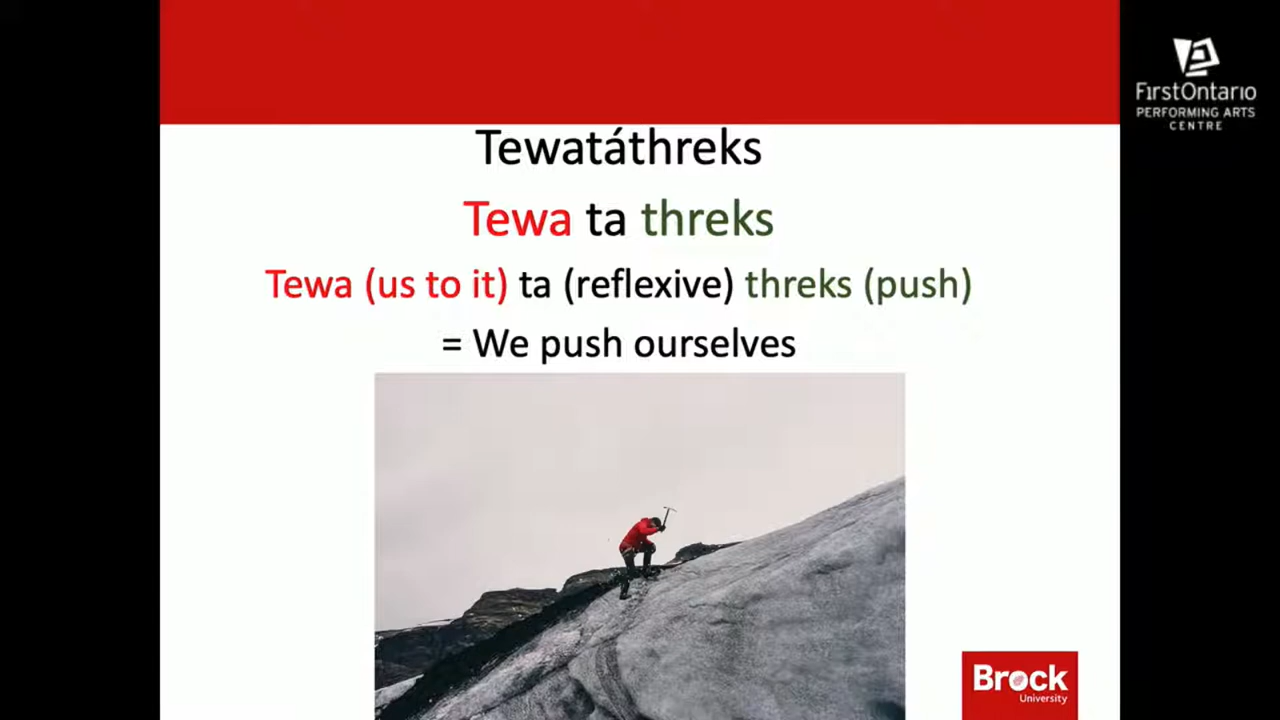 Tewatáthreks
Tewa ta threks
Tewa (us to it) ta (reflexive) threks (push)
= We push ourselves
FirstOntario
PERFORMING ARTS
CENTRE
Brock
University